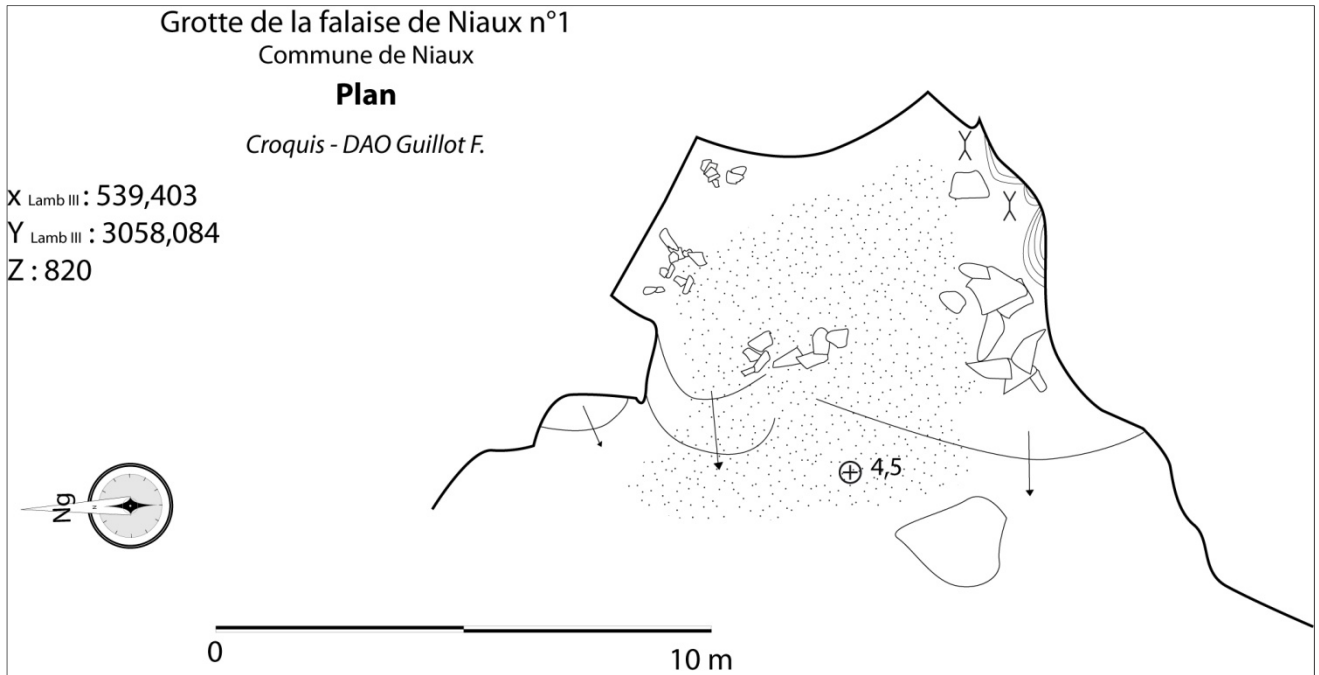 Grotte de la falaise de Niaux n°1
Commune de Niaux
Plan
Croquis - DAO Guillot F.
x Lamb III : 539,403
Y Lamb III : 3058,084
Z : 820
4,5
Ng
N
0 10 m